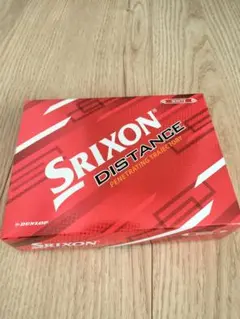 WHITE
SRIXON
DISTANCE
PENETRATING TRAJECTORY
DUNLOP
SRIXON